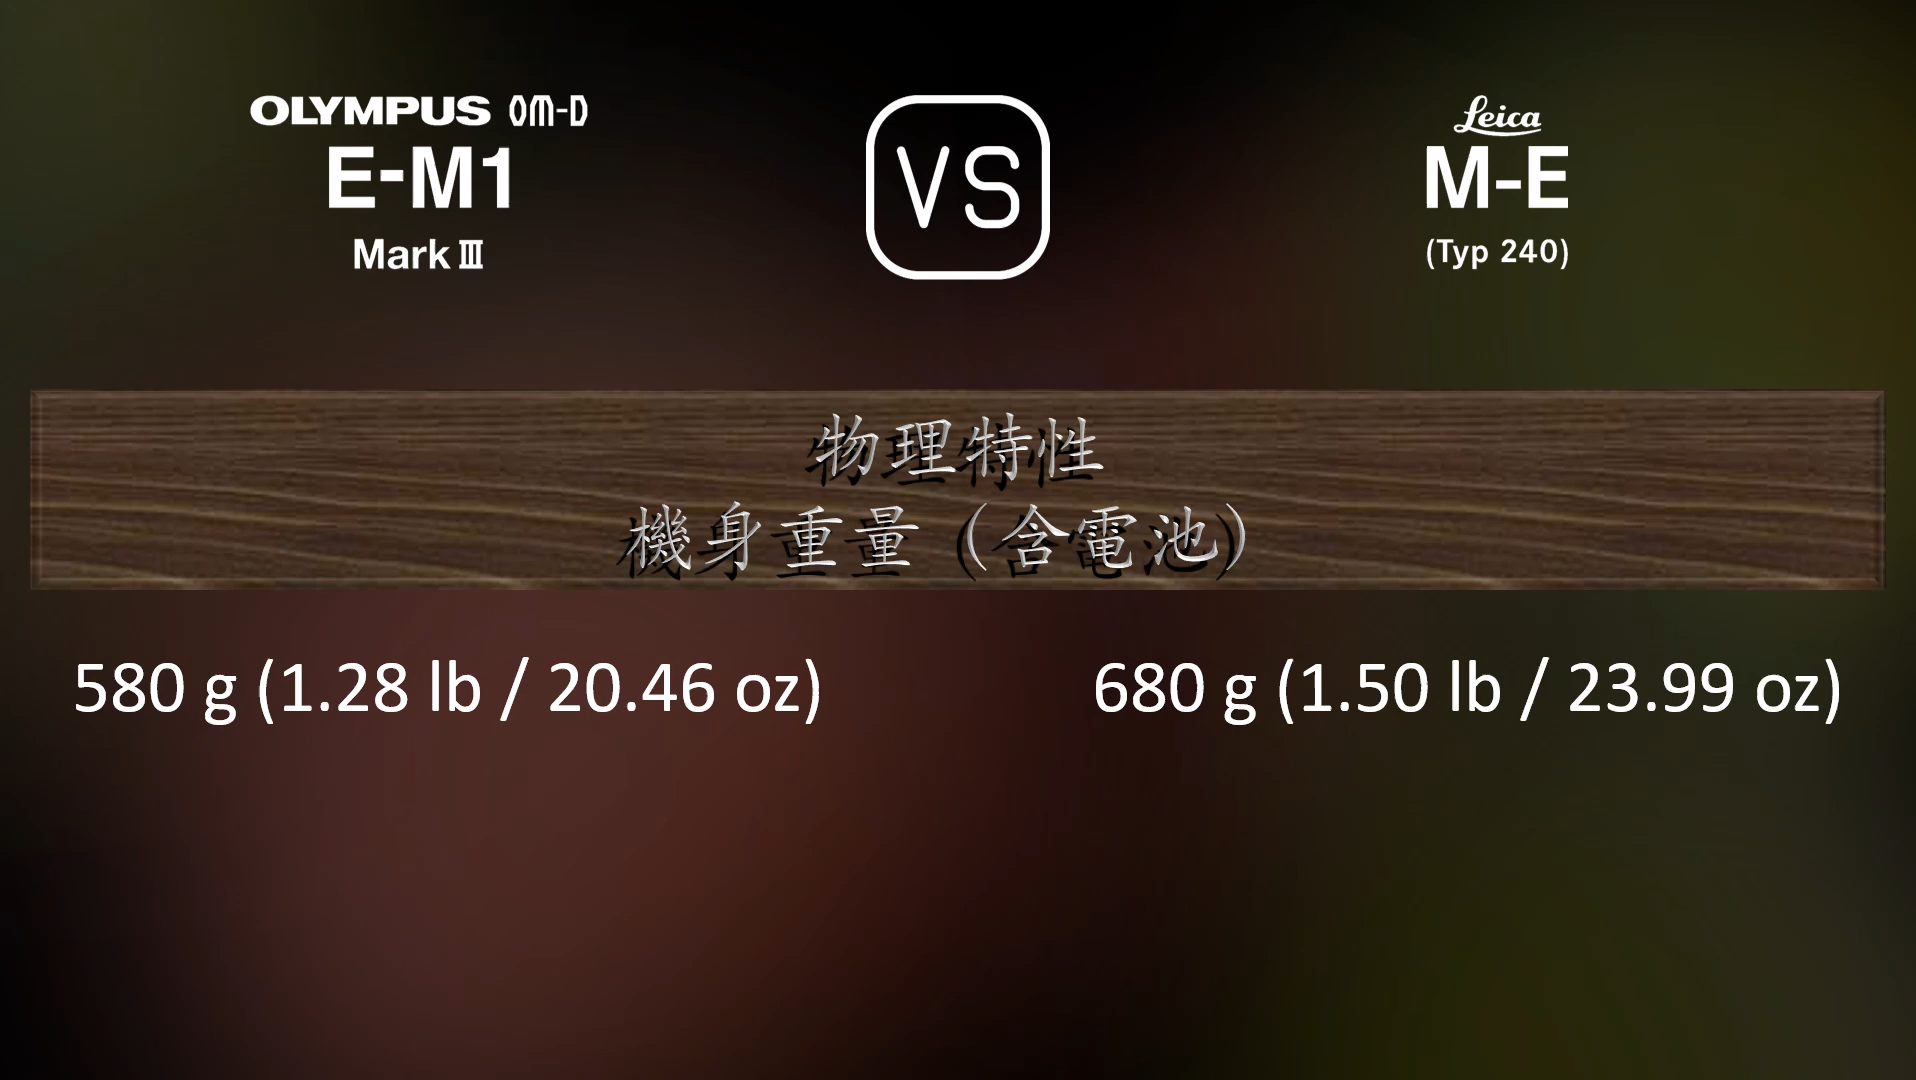 OLYMPUS OM-D
E-M1
Mark III
VS
Leica
M-E
(Typ 240)
物理特性
機身重量（含電池）
580 g (1.28 lb / 20.46 oz)
680 g (1.50 lb / 23.99 oz)